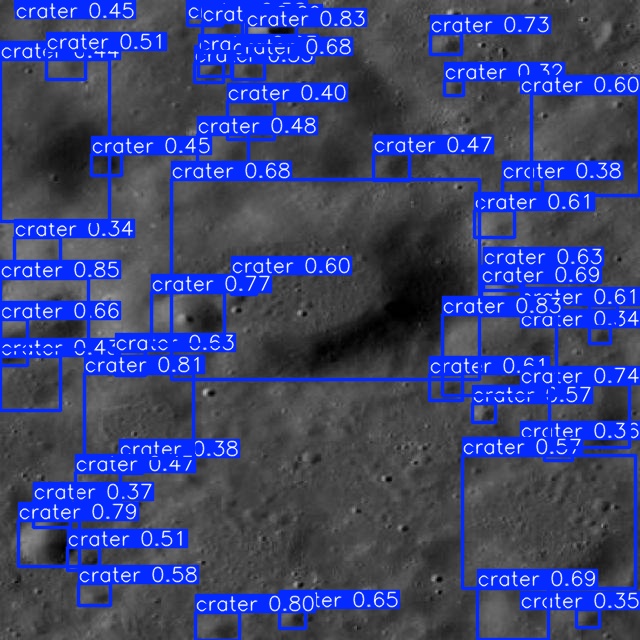 crater 0.45
crater 0.83
crater 0.73
crater 0.51
crater 0.68
crater 0.32
crater 0.60
crater 0.40
crater 0.48
crater 0.45
crater 0.47
crater 0.68
crater 0.38
crater 0.61
crater 0.34
crater 0.63
crater 0.85
crater 0.60
crater 0.69
crater 0.77
crater 0.83
crater 0.66
crater 0.34
crater 0.63
crater 0.81
crater 0.61
crater 0.74
crater 0.57
crater 0.38
crater 0.57
crater 0.47
crater 0.37
crater 0.79
crater 0.51
crater 0.58
crater 0.69
crater 0.80
ter 0.65
crater 0.35